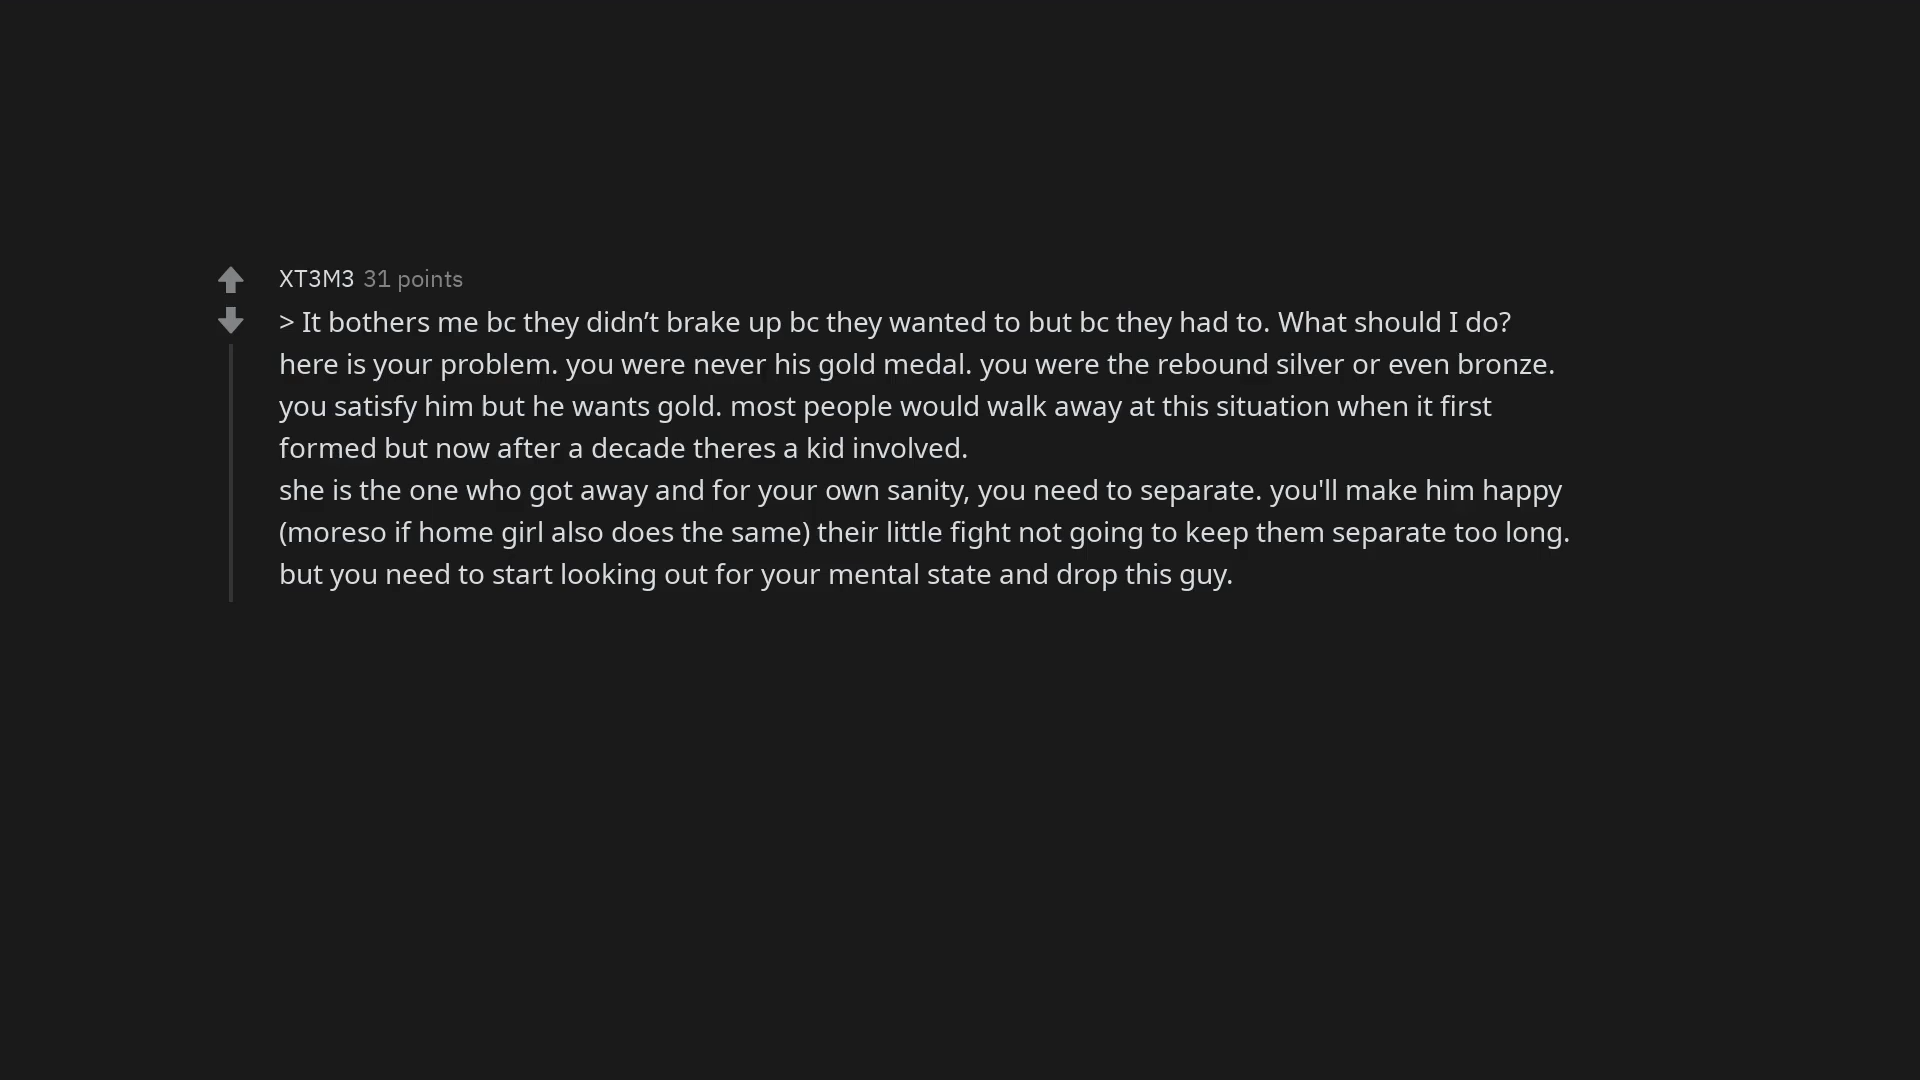 XT3M3 31 points
> It bothers me bc they didn’t brake up bc they wanted to but bc they had to. What should I do?
here is your problem. you were never his gold medal. you were the rebound silver or even bronze.
you satisfy him but he wants gold. most people would walk away at this situation when it first
formed but now after a decade theres a kid involved.
she is the one who got away and for your own sanity, you need to separate. you'll make him happy
(moreso if home girl also does the same) their little fight not going to keep them separate too long.
but you need to start looking out for your mental state and drop this guy.